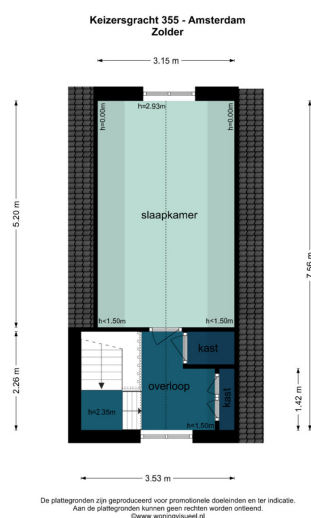 Keizersgracht 355 - Amsterdam
Zolder
3.15 m
h=2.93m
h=0.00m
h=0.00m
slaapkamer
5.20 m
7.56 m
h<1.50m
h<1.50m
kast
overloop
2.26 m
h=2.35m
kast
1.42 m
h<1.50m
3.53 m
De plattegronden zijn geproduceerd voor promotionele doeleinden en ter indicatie.
Aan de plattegronden kunnen geen rechten worden ontleend.
©www.woningvisueel.nl